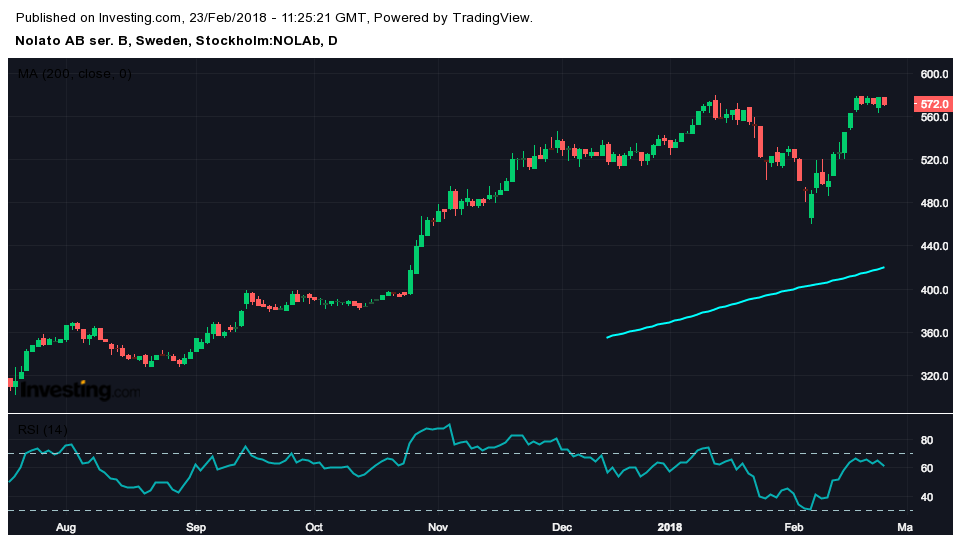 Published on Investing.com, 23/Feb/2018 - 11:25:21 GMT, Powered by TradingView.
Nolato AB ser. B, Sweden, Stockholm:NOLAb, D
MA (200, close, 0)
600.0
572.0
560.0
520.0
480.0
440.0
400.0
360.0
320.0
Investing.com
RSI (14)
80
60
40
Aug Sep Oct Nov Dec 2018 Feb Ma